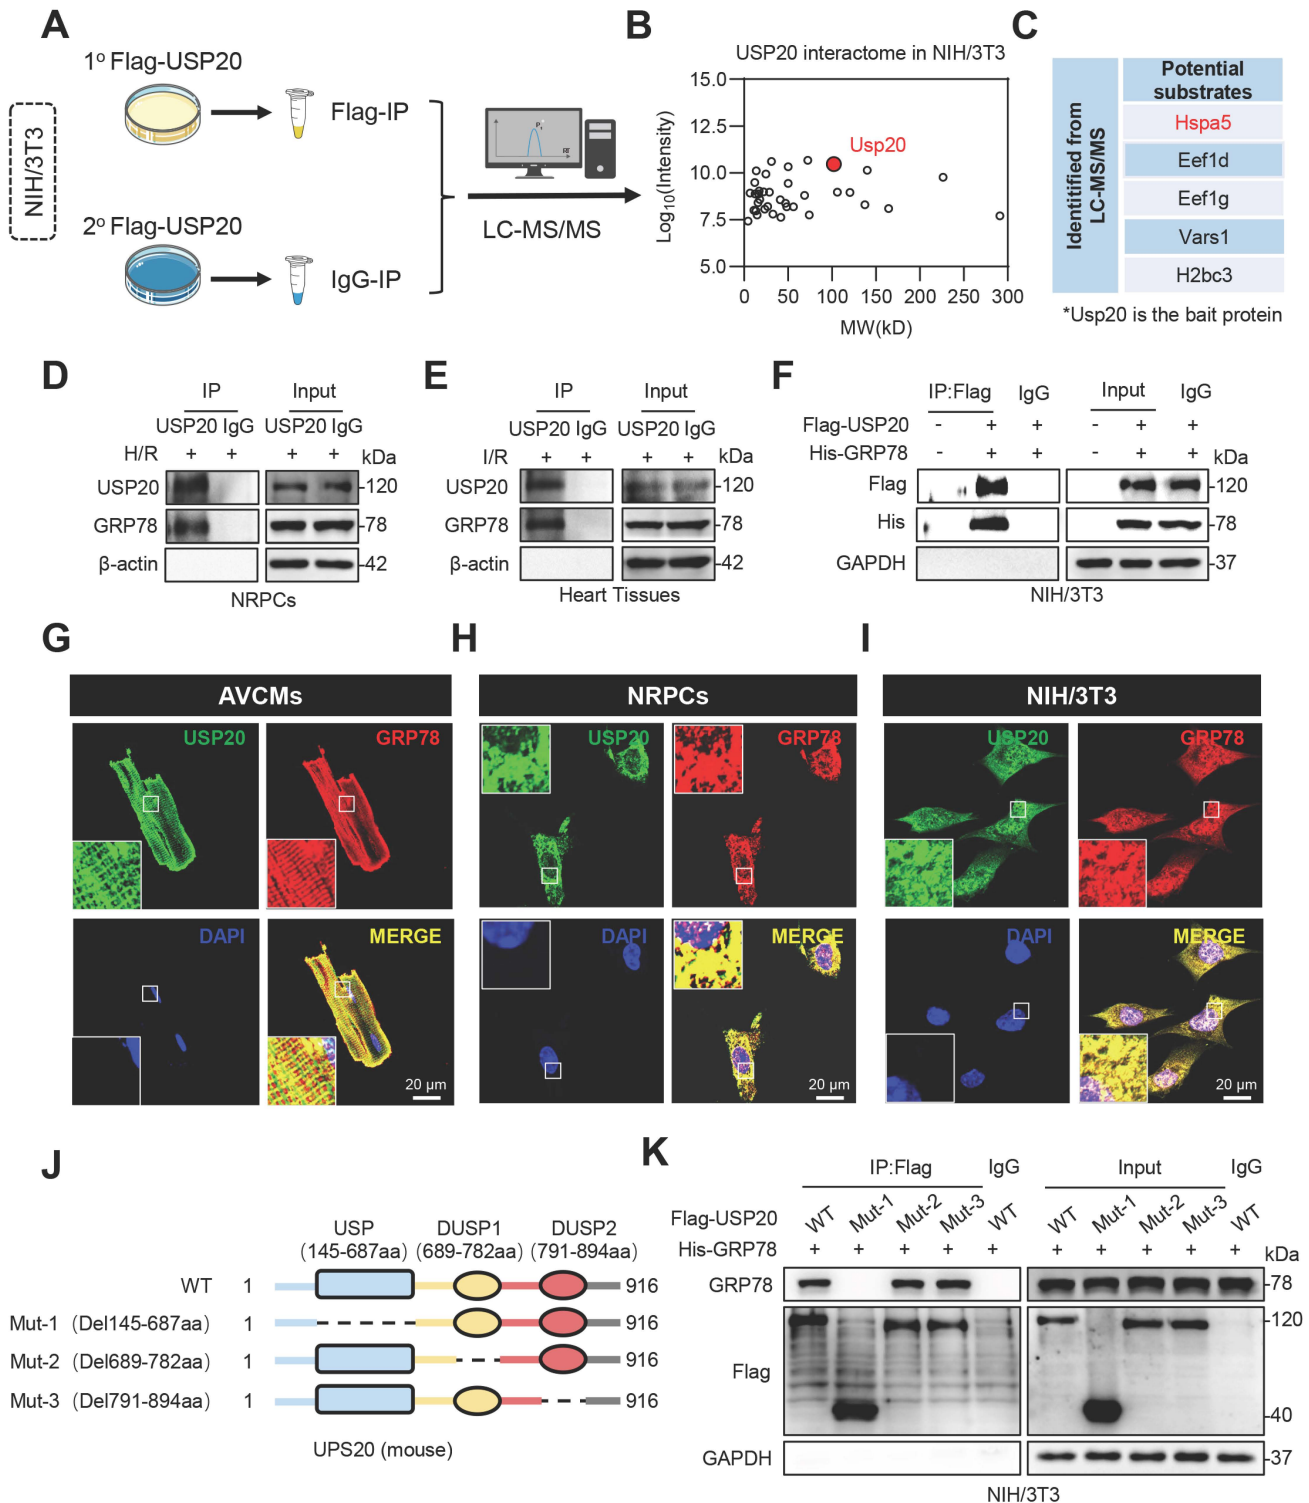 A
NIH/3T3
1° Flag-USP20
Flag-IP
2° Flag-USP20
IgG-IP
LC-MS/MS
B
USP20 interactome in NIH/3T3
Log10(Intensity)
15.0
12.5
10.0
7.5
5.0
Usp20
0 50 100 150 200 250 300
MW(kD)
C
Identitified from
LC-MS/MS
Potential
substrates
Hspa5
Eef1d
Eef1g
Vars1
H2bc3
*Usp20 is the bait protein
D
IP Input
USP20 IgG USP20 IgG
H/R + + + + kDa
USP20 -120
GRP78 -78
β-actin -42
NRPCs
E
IP Input
USP20 IgG USP20 IgG
I/R + + + + kDa
USP20 -120
GRP78 -78
β-actin -42
Heart Tissues
F
IP:Flag IgG Input IgG
Flag-USP20 - + + - + +
His-GRP78 - + + - + + kDa
Flag -120
His -78
GAPDH -37
NIH/3T3
G
AVCMs
USP20 GRP78
DAPI MERGE
20 μm
H
NRPCs
USP20 GRP78
DAPI MERGE
20 μm
I
NIH/3T3
USP20 GRP78
DAPI MERGE
20 μm
J
USP DUSP1 DUSP2
(145-687aa) (689-782aa) (791-894aa)
WT 1 916
Mut-1 (Del145-687aa) 1 916
Mut-2 (Del689-782aa) 1 916
Mut-3 (Del791-894aa) 1 916
UPS20 (mouse)
K
IP:Flag IgG Input IgG
Flag-USP20 WT Mut-1 Mut-2 Mut-3 WT WT Mut-1 Mut-2 Mut-3 WT
His-GRP78 + + + + + + + + + + kDa
GRP78 -78
Flag -120
-40
GAPDH -37
NIH/3T3